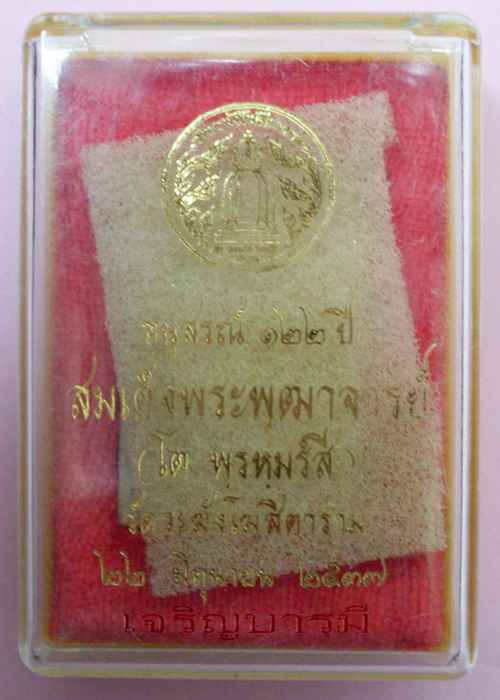 อนุสรณ์ ๑๒๒ ปี
สมเด็จพระพุฒาจารย์
(โต พฺรหฺมรํสี)
วัดระฆังโฆสิตาราม
๒๒ มิถุนายน ๒๕๓๗
เจริญบารมี